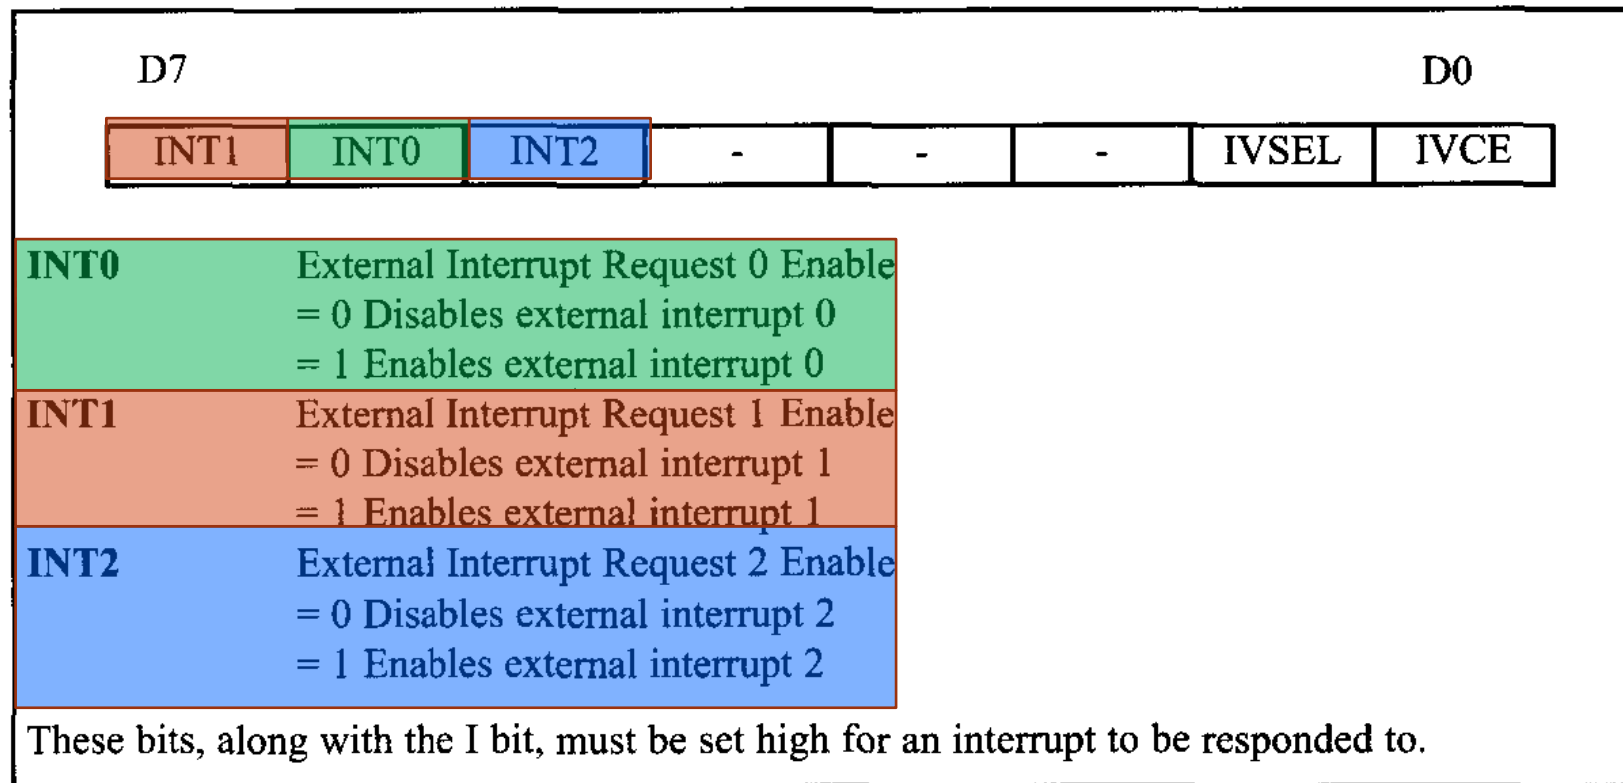 D7 D0
INT1 INT0 INT2 - - - IVSEL IVCE
INT0 External Interrupt Request 0 Enable
= 0 Disables external interrupt 0
= 1 Enables external interrupt 0
INT1 External Interrupt Request 1 Enable
= 0 Disables external interrupt 1
= 1 Enables external interrupt 1
INT2 External Interrupt Request 2 Enable
= 0 Disables external interrupt 2
= 1 Enables external interrupt 2
These bits, along with the I bit, must be set high for an interrupt to be responded to.